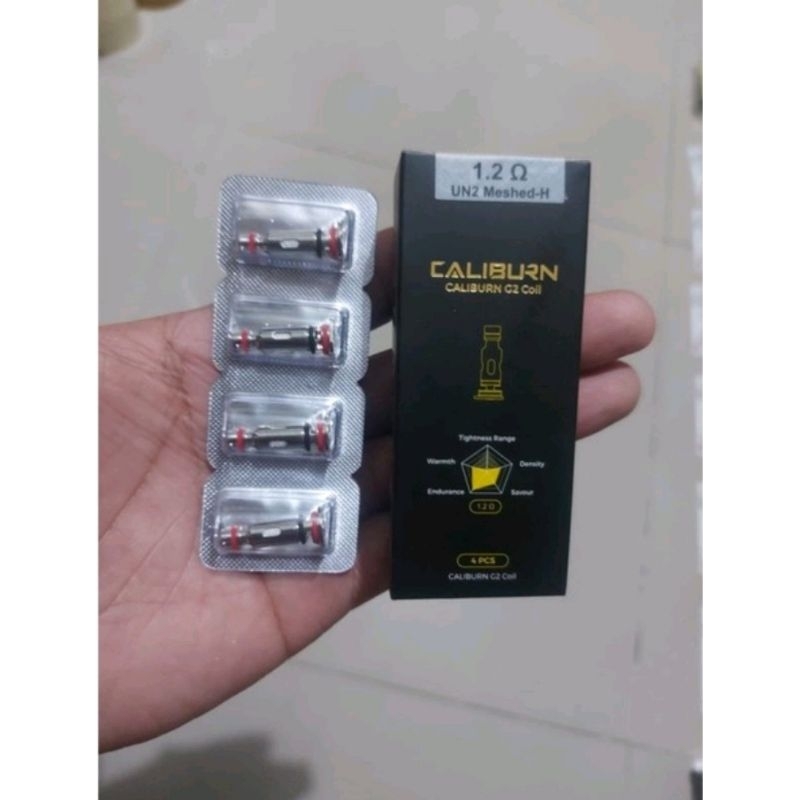 1.2 Ω
UN2 Meshed-H
CALIBURN
CALIBURN G2 Coil
Tightness Range
Warmth
Density
Endurance
Savour
1.2 Ω
4 PCS
CALIBURN G2 Coil